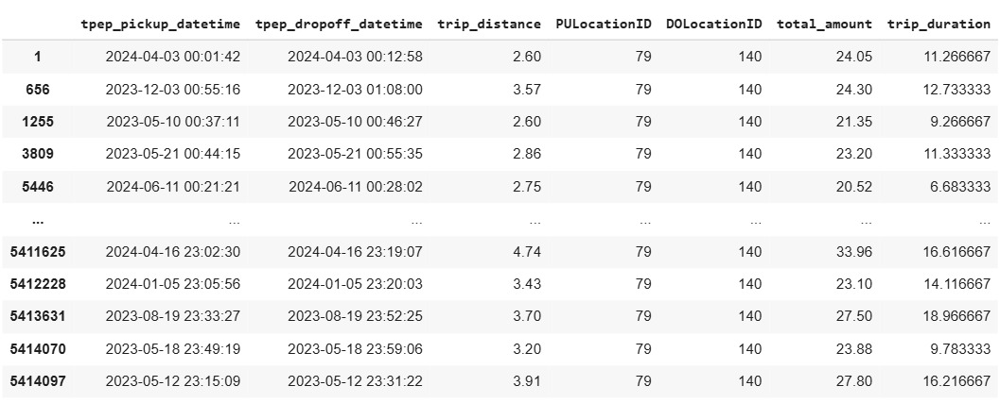 tpep_pickup_datetime tpep_dropoff_datetime trip_distance PULocationID DOLocationID total_amount trip_duration
1 2024-04-03 00:01:42 2024-04-03 00:12:58 2.60 79 140 24.05 11.266667
656 2023-12-03 00:55:16 2023-12-03 01:08:00 3.57 79 140 24.30 12.733333
1255 2023-05-10 00:37:11 2023-05-10 00:46:27 2.60 79 140 21.35 9.266667
3809 2023-05-21 00:44:15 2023-05-21 00:55:35 2.86 79 140 23.20 11.333333
5446 2024-06-11 00:21:21 2024-06-11 00:28:02 2.75 79 140 20.52 6.683333
... ... ... ... ... ... ... ...
5411625 2024-04-16 23:02:30 2024-04-16 23:19:07 4.74 79 140 33.96 16.616667
5412228 2024-01-05 23:05:56 2024-01-05 23:20:03 3.43 79 140 23.10 14.116667
5413631 2023-08-19 23:33:27 2023-08-19 23:52:25 3.70 79 140 27.50 18.966667
5414070 2023-05-18 23:49:19 2023-05-18 23:59:06 3.20 79 140 23.88 9.783333
5414097 2023-05-12 23:15:09 2023-05-12 23:31:22 3.91 79 140 27.80 16.216667